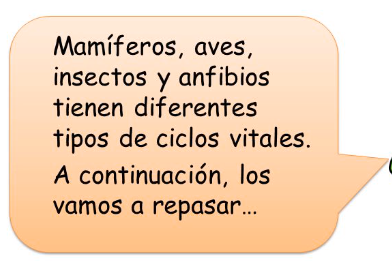 Mamíferos, aves,
insectos y anfibios
tienen diferentes
tipos de ciclos vitales.
A continuación, los
vamos a repasar...